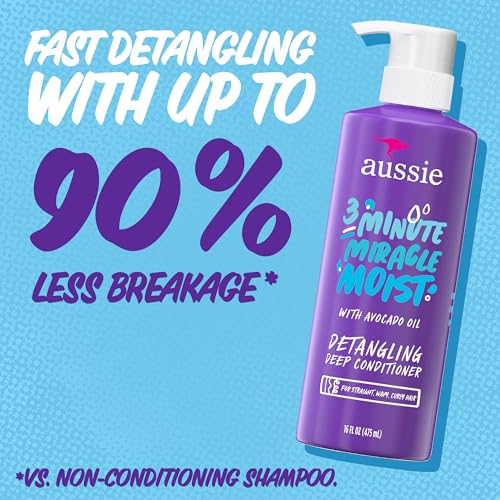 FAST DETANGLING
WITH UP TO
90%
LESS BREAKAGE*
aussie
3 MINUTE
MIRACLE
MOIST
WITH AVOCADO OIL
DETANGLING
DEEP CONDITIONER
FOR STRAIGHT, WAVY, CURLY HAIR
16 FL OZ (475 mL)
*VS. NON-CONDITIONING SHAMPOO.